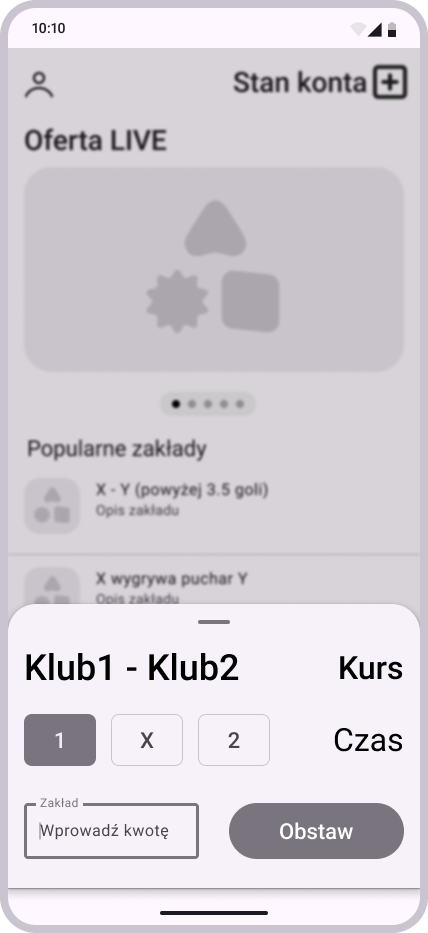 10:10
Stan konta
Oferta LIVE
Popularne zakłady
X - Y (powyżej 3.5 goli)
Opis zakładu
X wygrywa puchar Y
Opis zakładu
Klub1 - Klub2 Kurs
1 X 2 Czas
Zakład
Wprowadź kwotę
Obstaw